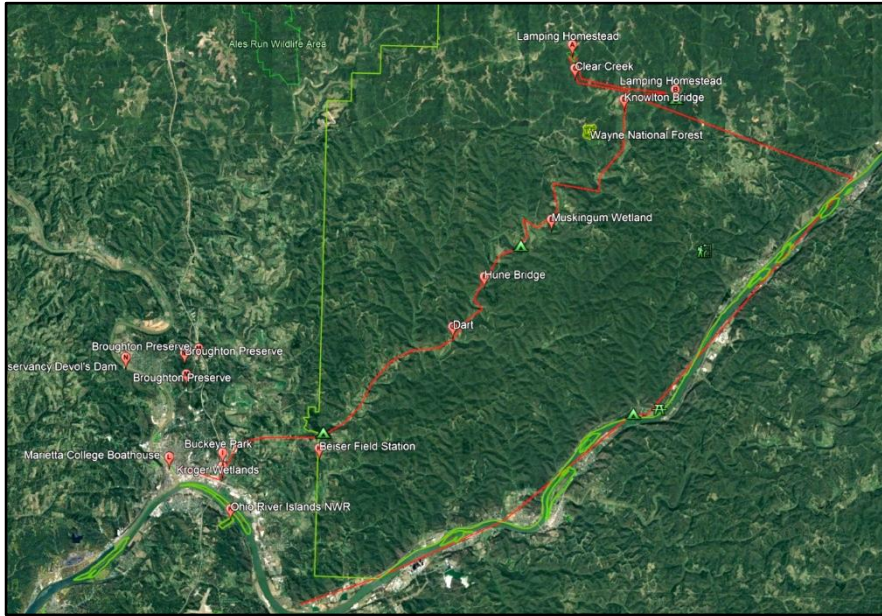 Ales Run Wildlife Area
Lamping Homestead
Clear Creek
Lamping Homestead
Knowlton Bridge
Wayne National Forest
Muskingum Wetland
Hune Bridge
Dart
Broughton Preserve
Broughton Preserve
servancy Devol's Dam
Broughton Preserve
Buckeye Park
Beiser Field Station
Marietta College Boathouse
Kroger Wetlands
Ohio River Islands NWR